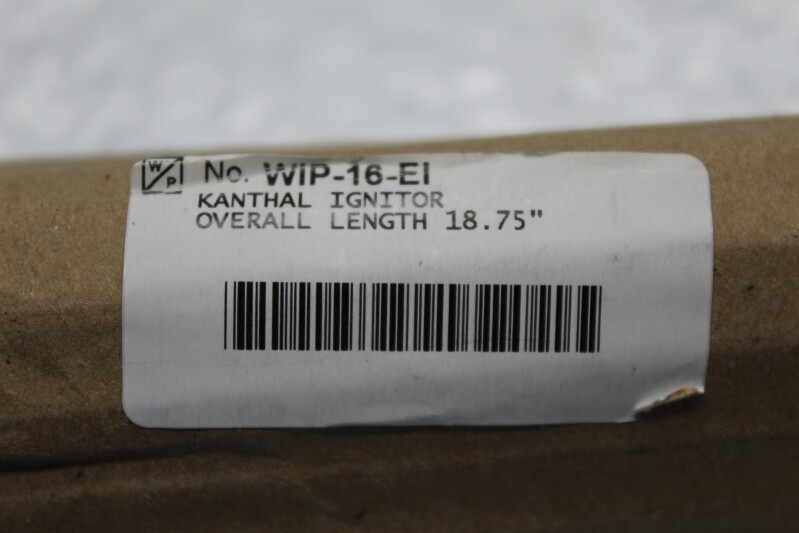 W/P No. WIP-16-EI
KANTHAL IGNITOR
OVERALL LENGTH 18.75"